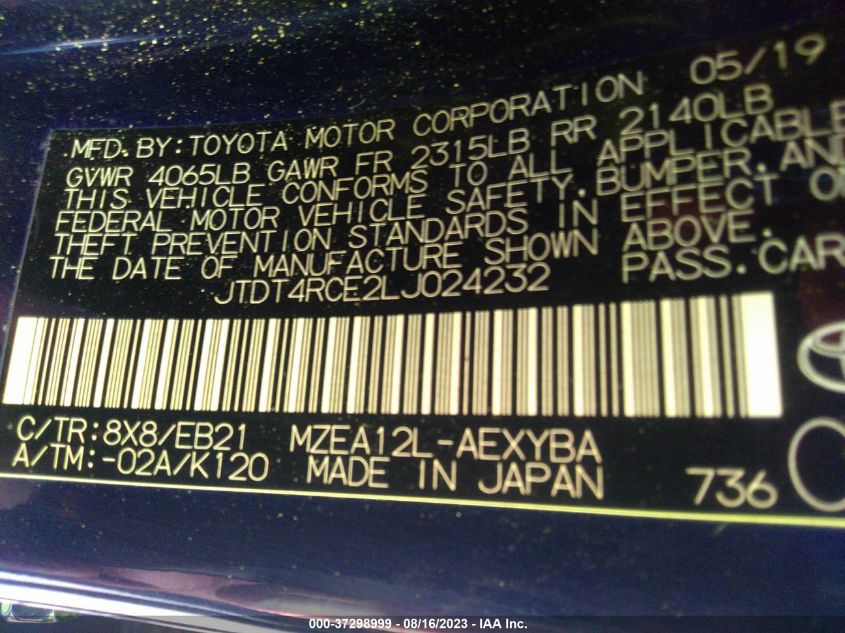 05/19
MFD. BY: TOYOTA MOTOR CORPORATION
GVWR 4065LB GAWR FR 2315LB RR 2140LB
THIS VEHICLE CONFORMS TO ALL APPLICABLE
FEDERAL MOTOR VEHICLE SAFETY, BUMPER, AND
THEFT PREVENTION STANDARDS IN EFFECT ON
THE DATE OF MANUFACTURE SHOWN ABOVE.
JTDT4RCE2LJ024232 PASS. CAR
C/TR: 8X8/EB21 MZEA12L-AEXYBA
A/TM: -02A/K120 MADE IN JAPAN 736
000-37298999 - 08/16/2023 - IAA Inc.